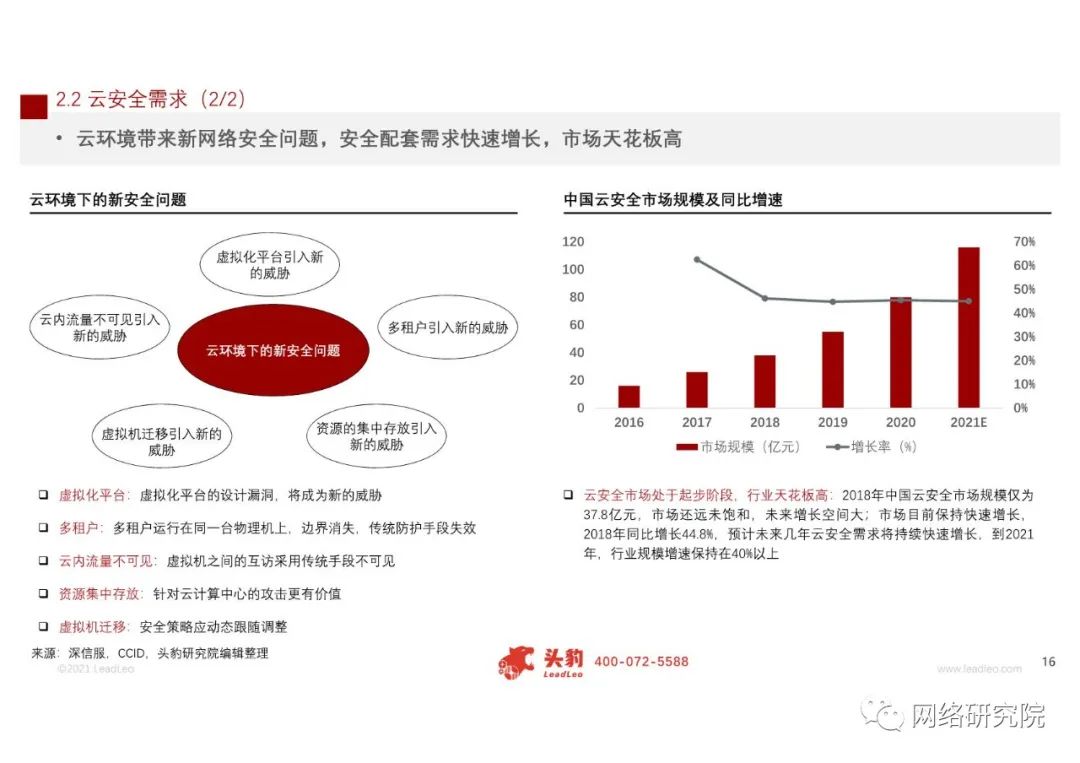 2.2 云安全需求（2/2）
• 云环境带来新网络安全问题，安全配套需求快速增长，市场天花板高
云环境下的新安全问题
虚拟化平台引入新
的威胁
云内流量不可见引入
新的威胁
多租户引入新的威胁
云环境下的新安全问题
虚拟机迁移引入新的
威胁
资源的集中存放引入
新的威胁
虚拟化平台：虚拟化平台的设计漏洞，将成为新的威胁
多租户：多租户运行在同一台物理机上，边界消失，传统防护手段失效
云内流量不可见：虚拟机之间的互访采用传统手段不可见
资源集中存放：针对云计算中心的攻击更有价值
虚拟机迁移：安全策略应动态跟随调整
中国云安全市场规模及同比增速
120
100
80
60
40
20
0
70%
60%
50%
40%
30%
20%
10%
0%
2016 2017 2018 2019 2020 2021E
市场规模（亿元） 增长率（%）
云安全市场处于起步阶段，行业天花板高：2018年中国云安全市场规模仅为
37.8亿元，市场还远未饱和，未来增长空间大；市场目前保持快速增长，
2018年同比增长44.8%，预计未来几年云安全需求将持续快速增长，到2021
年，行业规模增速保持在40%以上
来源：深信服，CCID，头豹研究院编辑整理
©2021 LeadLeo
头豹
LeadLeo
400-072-5588
www.leadleo.com
16
网络研究院